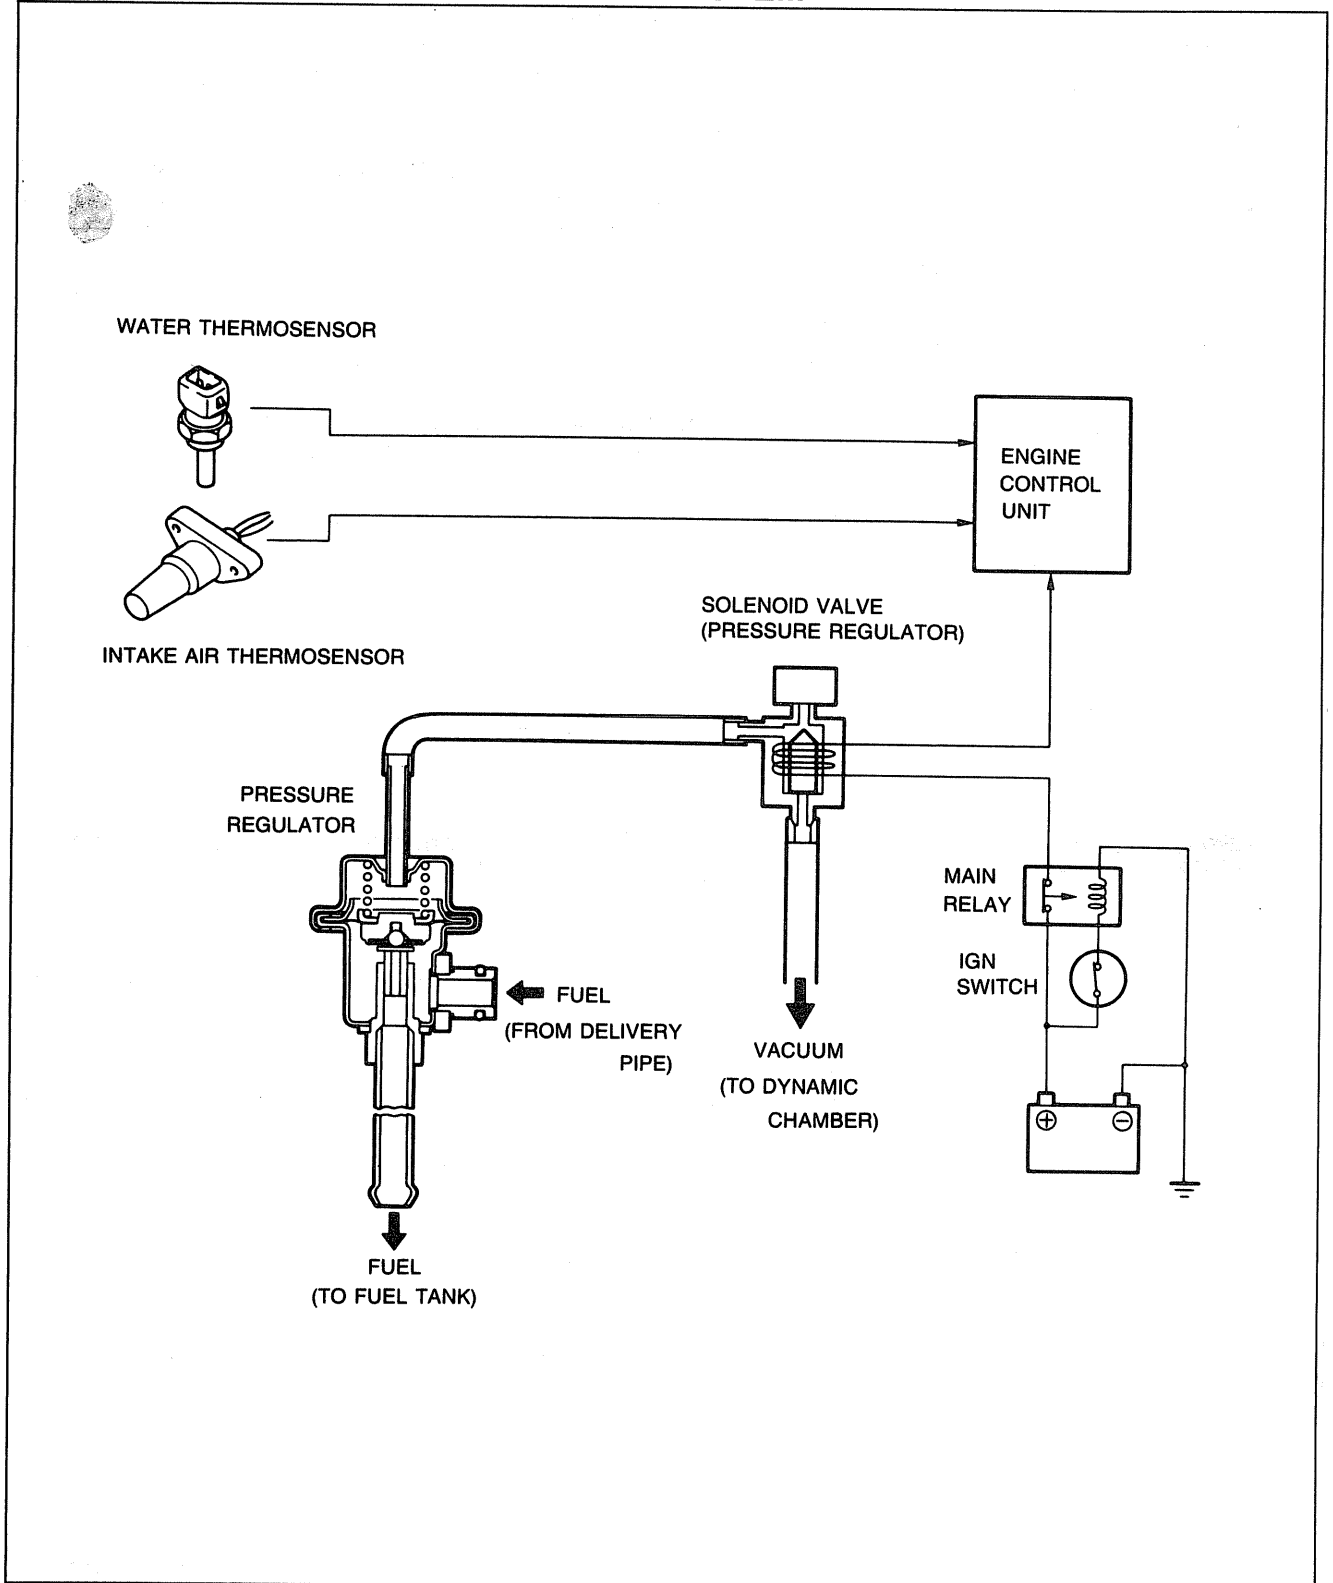 WATER THERMOSENSOR
ENGINE
CONTROL
UNIT
SOLENOID VALVE
(PRESSURE REGULATOR)
INTAKE AIR THERMOSENSOR
PRESSURE
REGULATOR
MAIN
RELAY
IGN
SWITCH
FUEL
(FROM DELIVERY
PIPE)
VACUUM
(TO DYNAMIC
CHAMBER)
+
−
FUEL
(TO FUEL TANK)